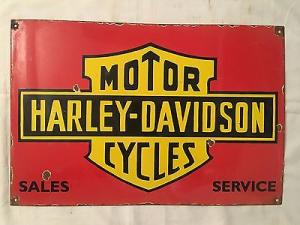 MOTOR
HARLEY-DAVIDSON
CYCLES
SALES SERVICE